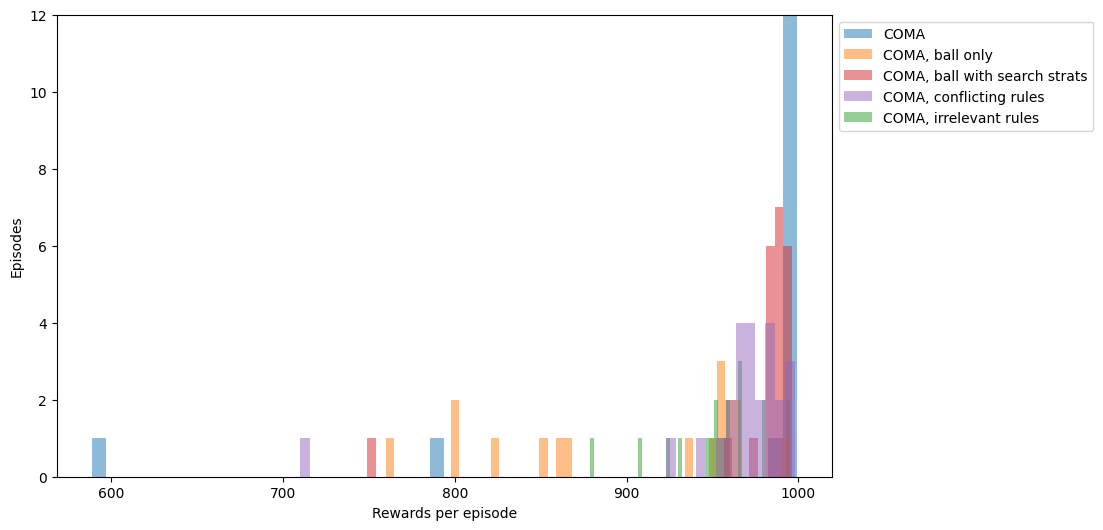 12
10
8
6
4
2
0
Episodes
600 700 800 900 1000
Rewards per episode
COMA
COMA, ball only
COMA, ball with search strats
COMA, conflicting rules
COMA, irrelevant rules